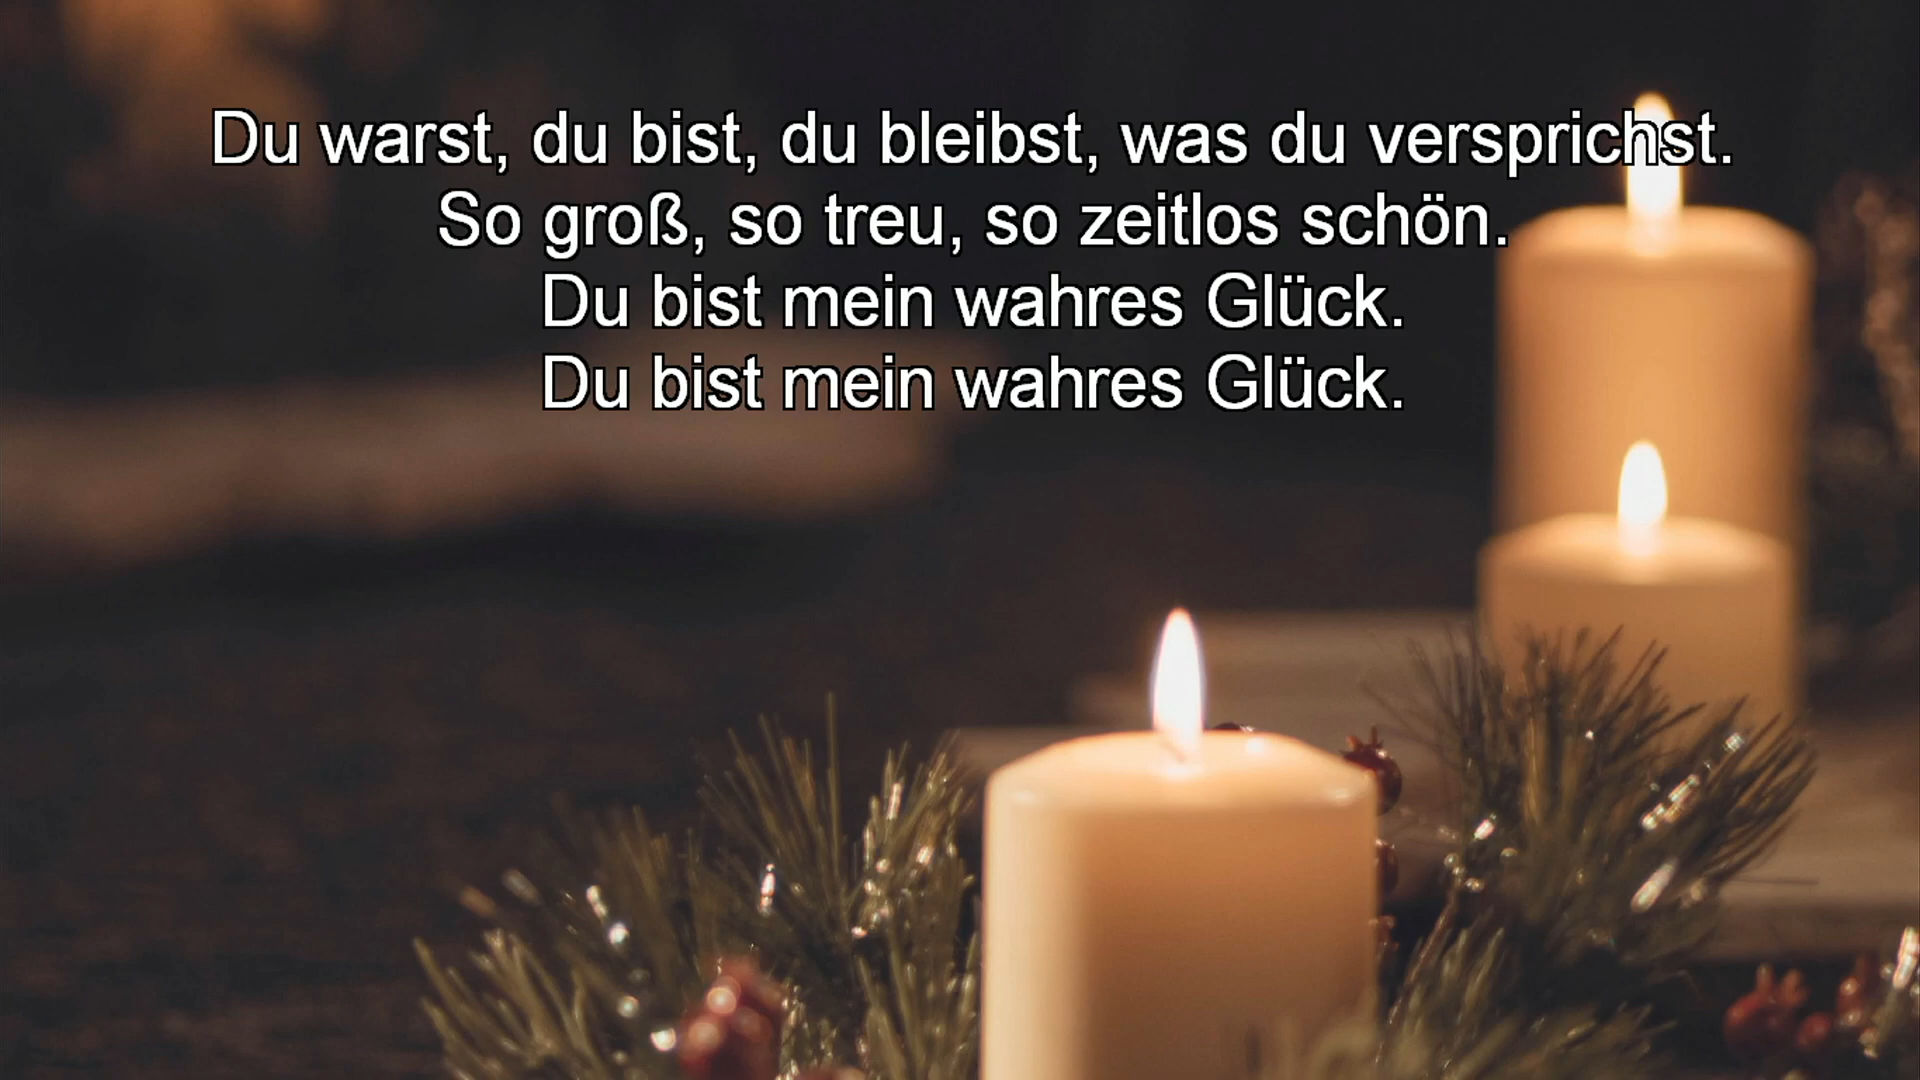 Du warst, du bist, du bleibst, was du versprichst.
So groß, so treu, so zeitlos schön.
Du bist mein wahres Glück.
Du bist mein wahres Glück.